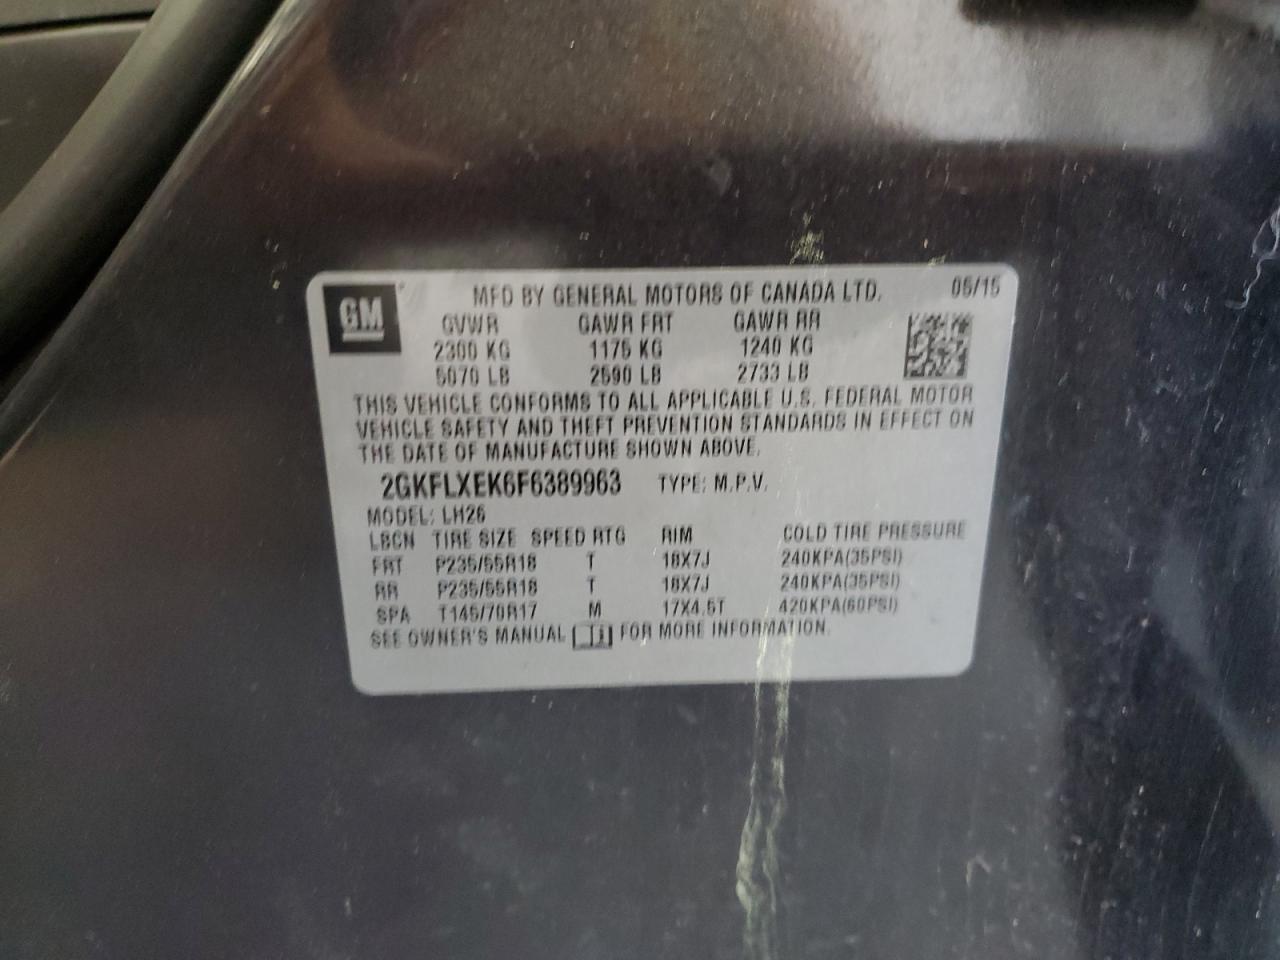 GM
MFD BY GENERAL MOTORS OF CANADA LTD. 05/15
GVWR GAWR FRT GAWR RR
2300 KG 1175 KG 1240 KG
5070 LB 2590 LB 2733 LB
THIS VEHICLE CONFORMS TO ALL APPLICABLE U.S. FEDERAL MOTOR
VEHICLE SAFETY AND THEFT PREVENTION STANDARDS IN EFFECT ON
THE DATE OF MANUFACTURE SHOWN ABOVE.
2GKFLXEK6F6389963 TYPE: M.P.V.
MODEL: LH26
LBCN TIRE SIZE SPEED RTG RIM COLD TIRE PRESSURE
FRT P235/55R18 T 18X7J 240KPA(35PSI)
RR P235/55R18 T 18X7J 240KPA(35PSI)
SPA T145/70R17 M 17X4.5T 420KPA(60PSI)
SEE OWNER'S MANUAL FOR MORE INFORMATION.